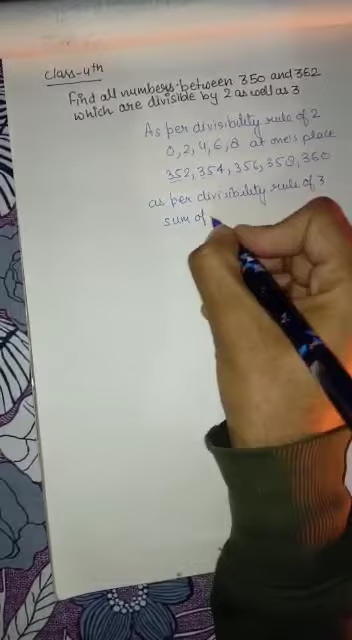 Class-4th
Find all numbers between 350 and 362
which are divisible by 2 as well as 3
As per divisibility rule of 2
0, 2, 4, 6, 8 at one's place
352, 354, 356, 358, 360
as per divisibility rule of 3
sum of